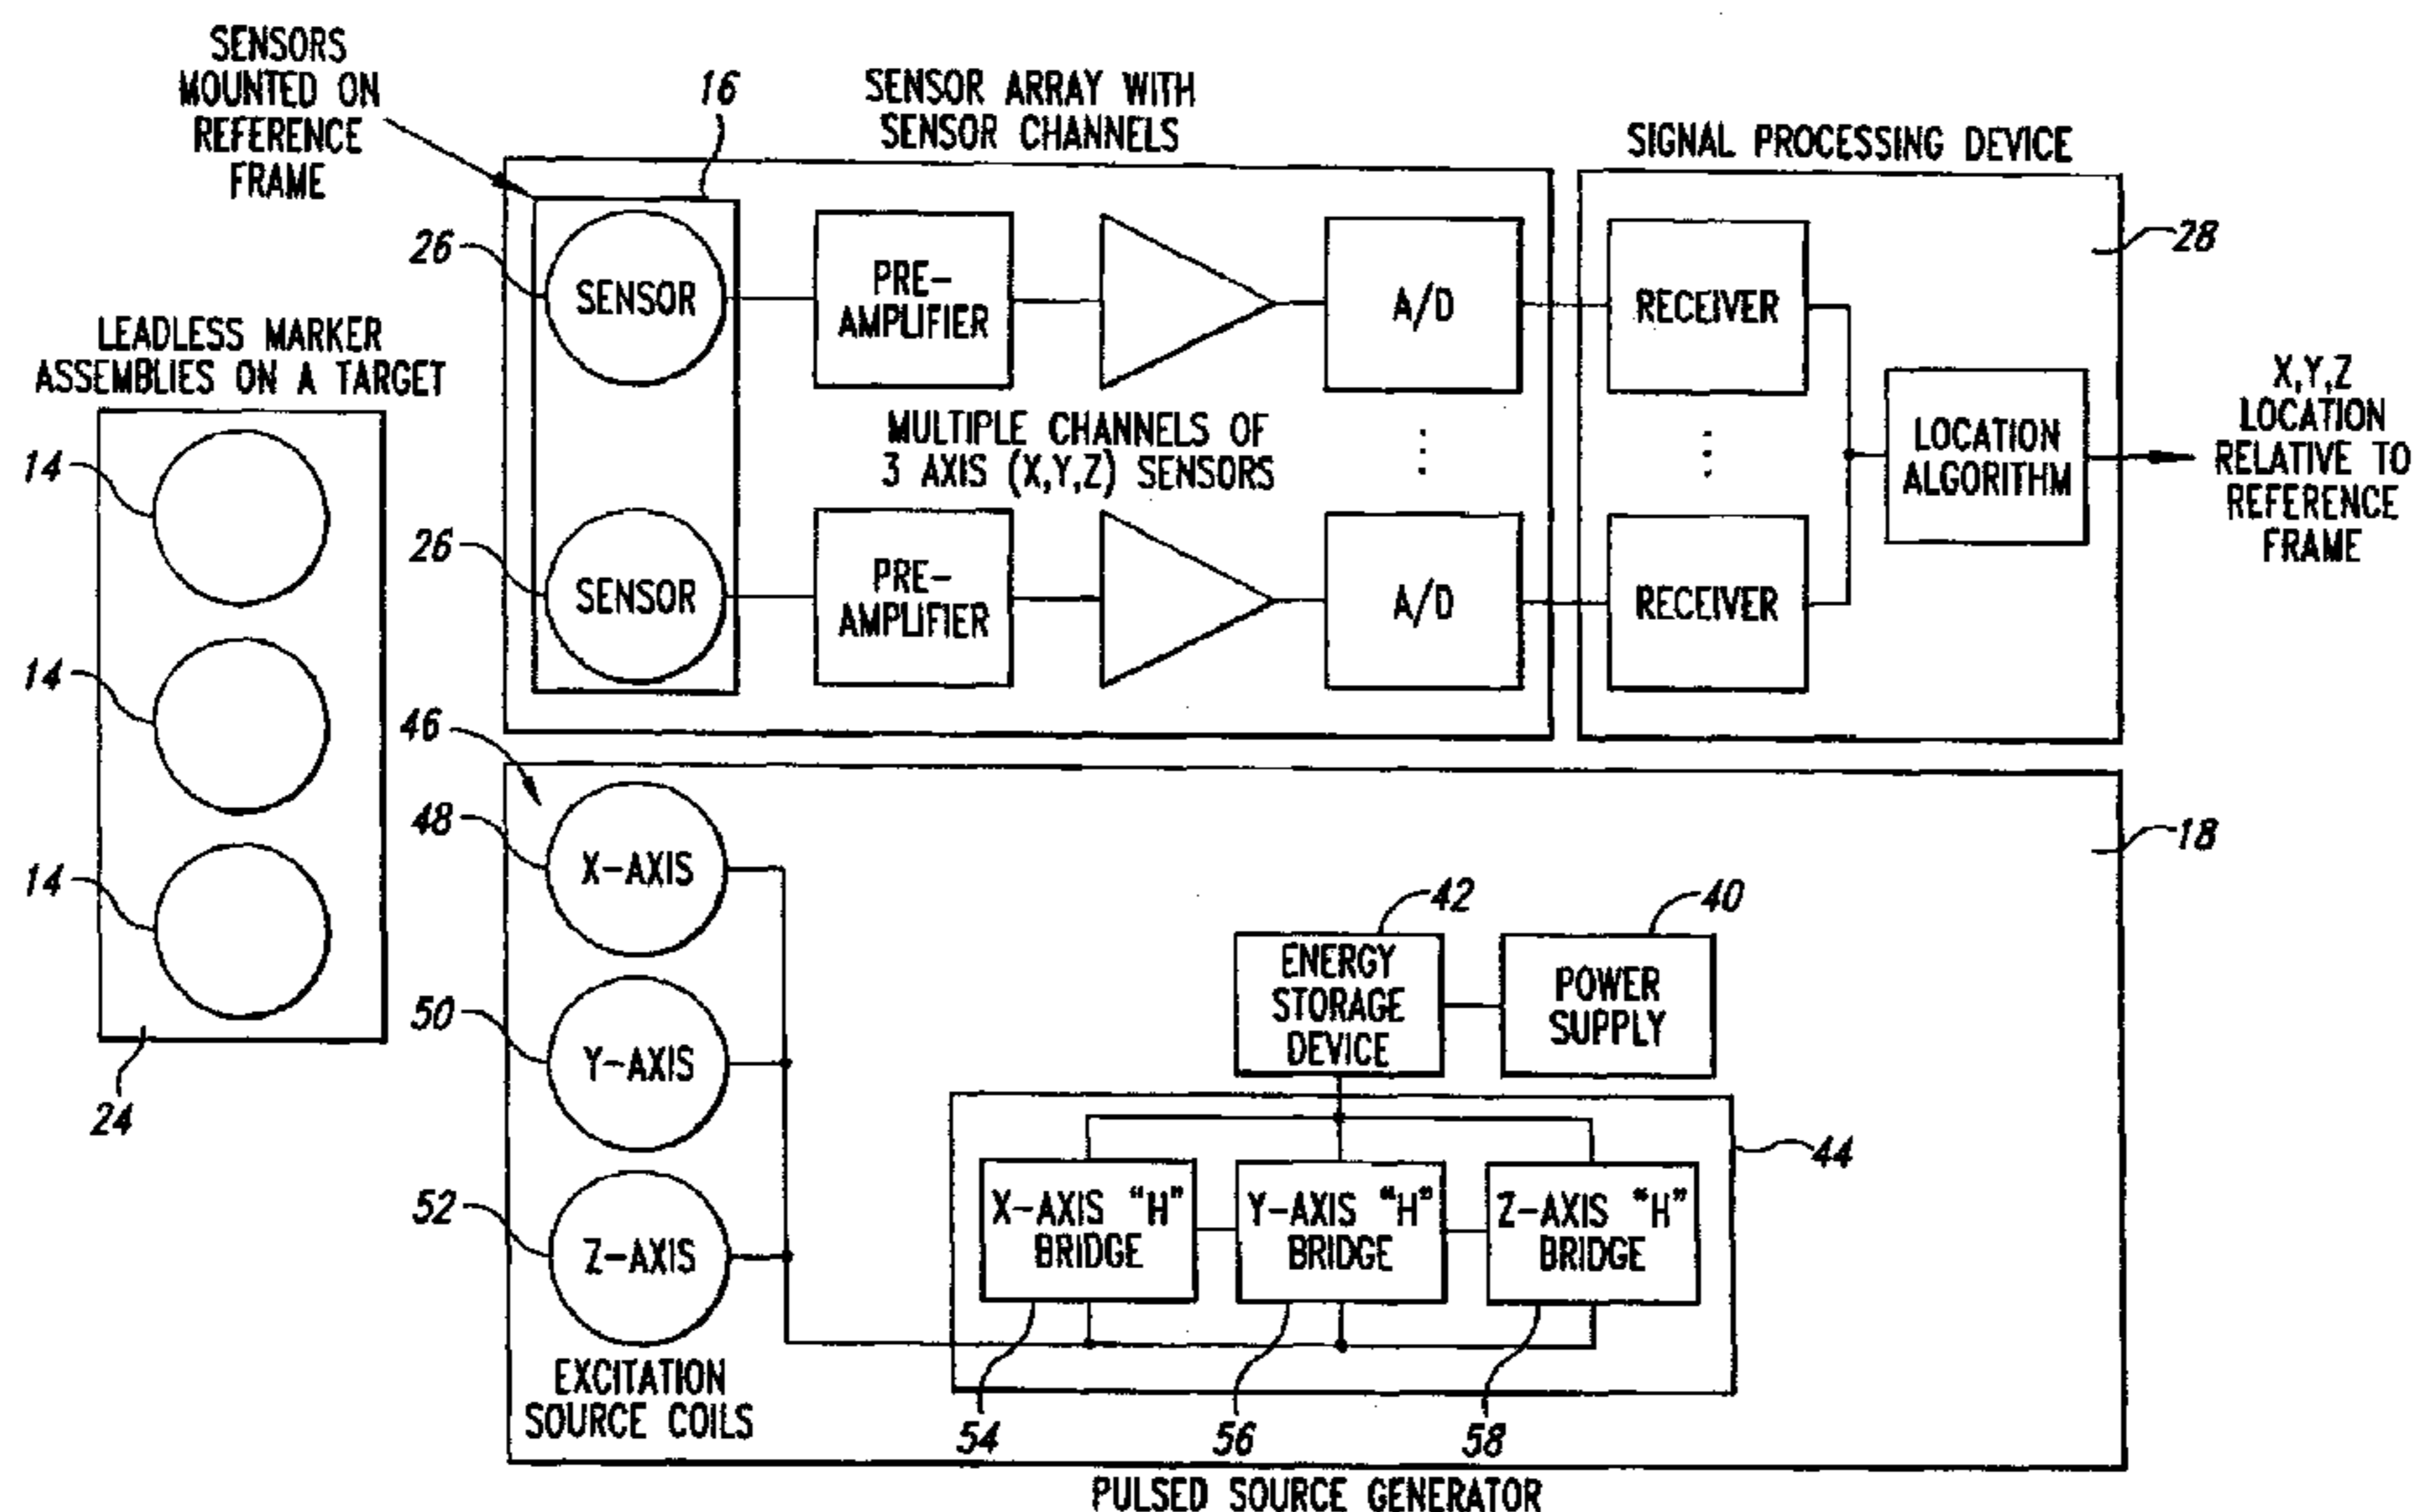 SENSORS
MOUNTED ON
REFERENCE
FRAME
16
SENSOR ARRAY WITH
SENSOR CHANNELS
SIGNAL PROCESSING DEVICE
26
SENSOR
PRE-
AMPLIFIER
A/D
RECEIVER
28
LEADLESS MARKER
ASSEMBLIES ON A TARGET
14
14
14
24
MULTIPLE CHANNELS OF
3 AXIS (X,Y,Z) SENSORS
LOCATION
ALGORITHM
X,Y,Z
LOCATION
RELATIVE TO
REFERENCE
FRAME
26
SENSOR
PRE-
AMPLIFIER
A/D
RECEIVER
46
48
X-AXIS
50
Y-AXIS
52
Z-AXIS
EXCITATION
SOURCE COILS
18
42
ENERGY
STORAGE
DEVICE
40
POWER
SUPPLY
44
X-AXIS "H"
BRIDGE
Y-AXIS "H"
BRIDGE
Z-AXIS "H"
BRIDGE
54
56
58
PULSED SOURCE GENERATOR